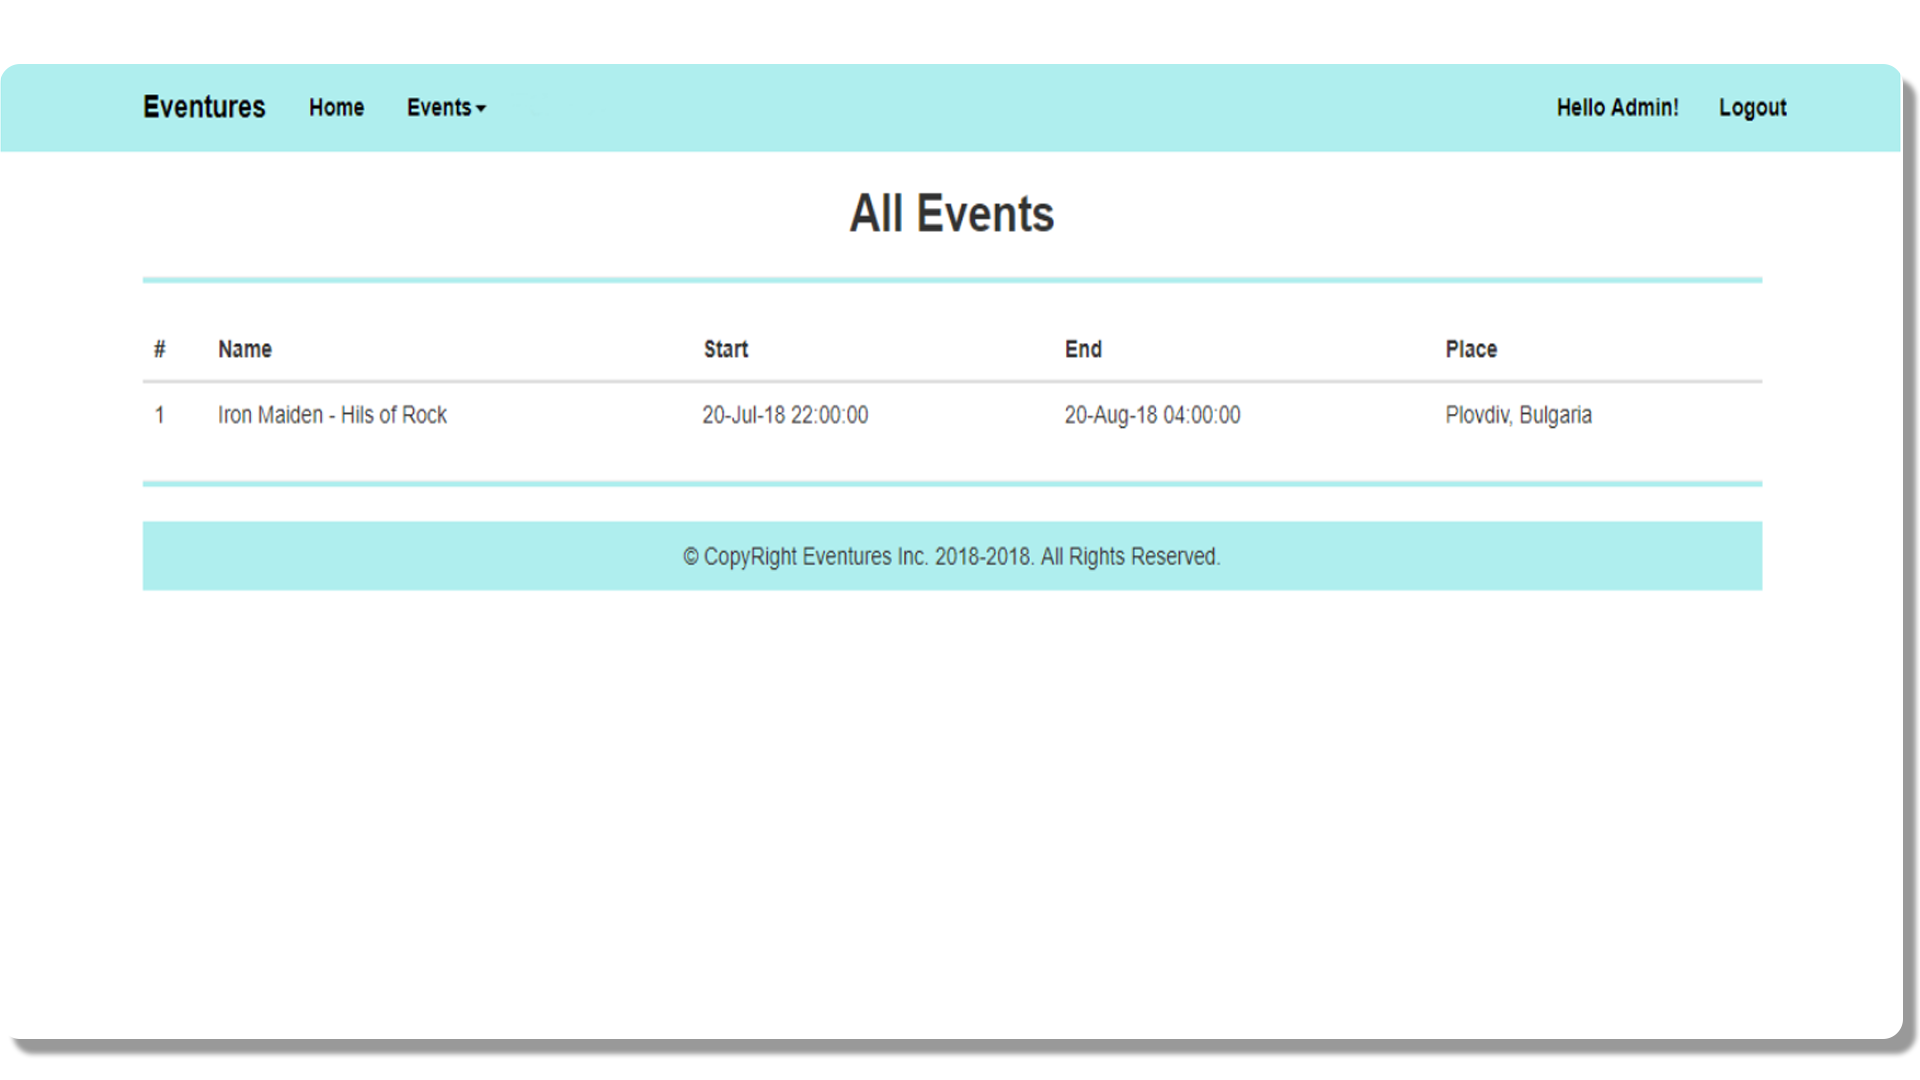 Eventures Home Events Hello Admin! Logout
All Events
# Name Start End Place
1 Iron Maiden - Hils of Rock 20-Jul-18 22:00:00 20-Aug-18 04:00:00 Plovdiv, Bulgaria
© CopyRight Eventures Inc. 2018-2018. All Rights Reserved.